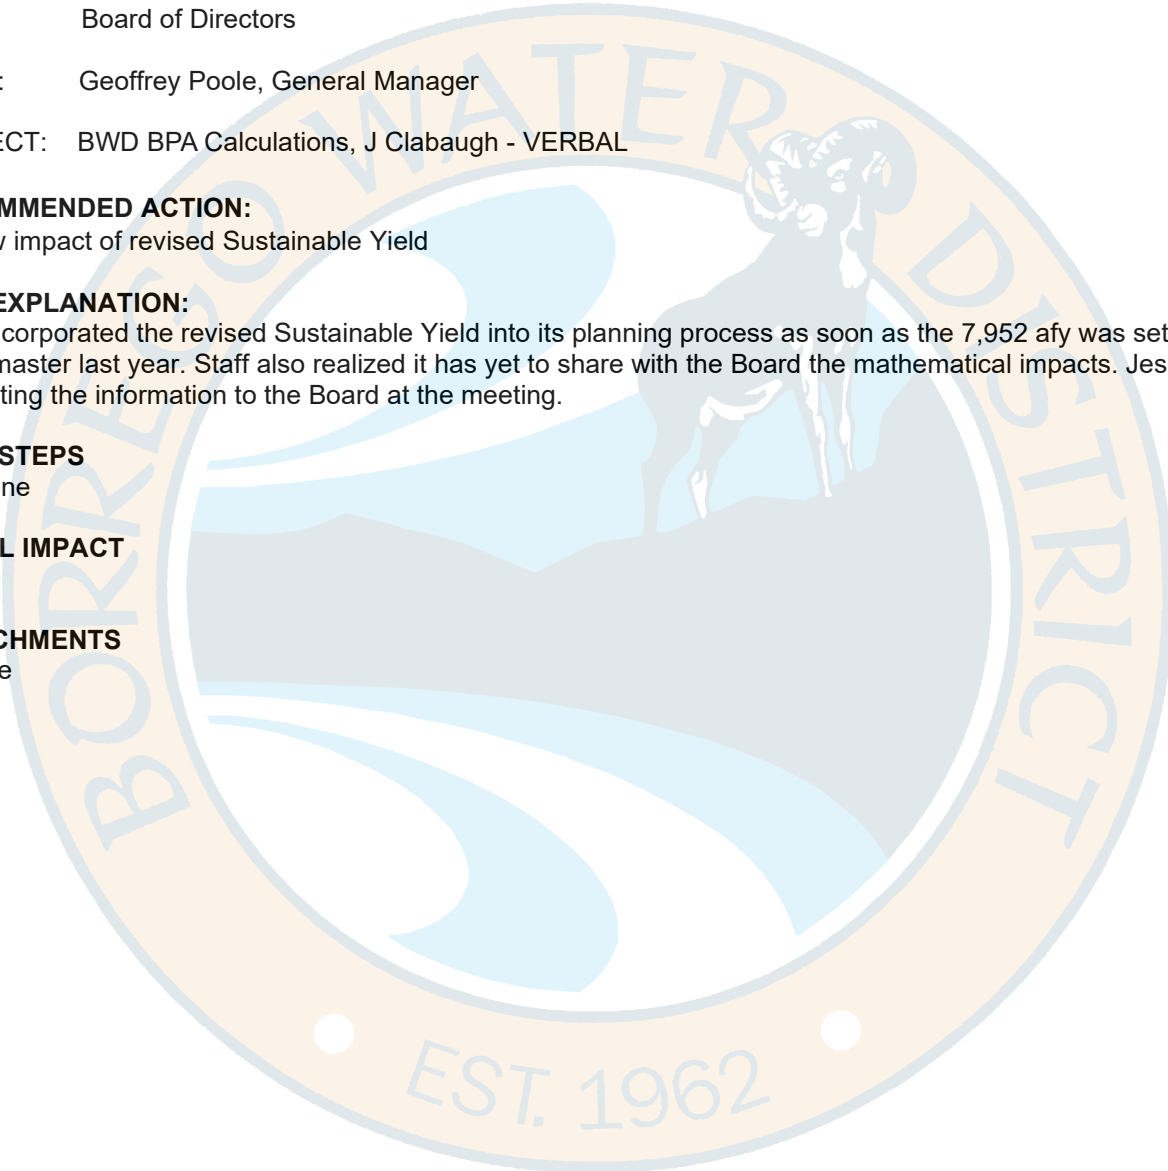 Board of Directors
: Geoffrey Poole, General Manager
ECT: BWD BPA Calculations, J Clabaugh - VERBAL
MMENDED ACTION:
w impact of revised Sustainable Yield
EXPLANATION:
corporated the revised Sustainable Yield into its planning process as soon as the 7,952 afy was set
master last year. Staff also realized it has yet to share with the Board the mathematical impacts. Jes
ting the information to the Board at the meeting.
STEPS
ne
L IMPACT
CHMENTS
e
BORREGO WATER DISTRICT
EST. 1962